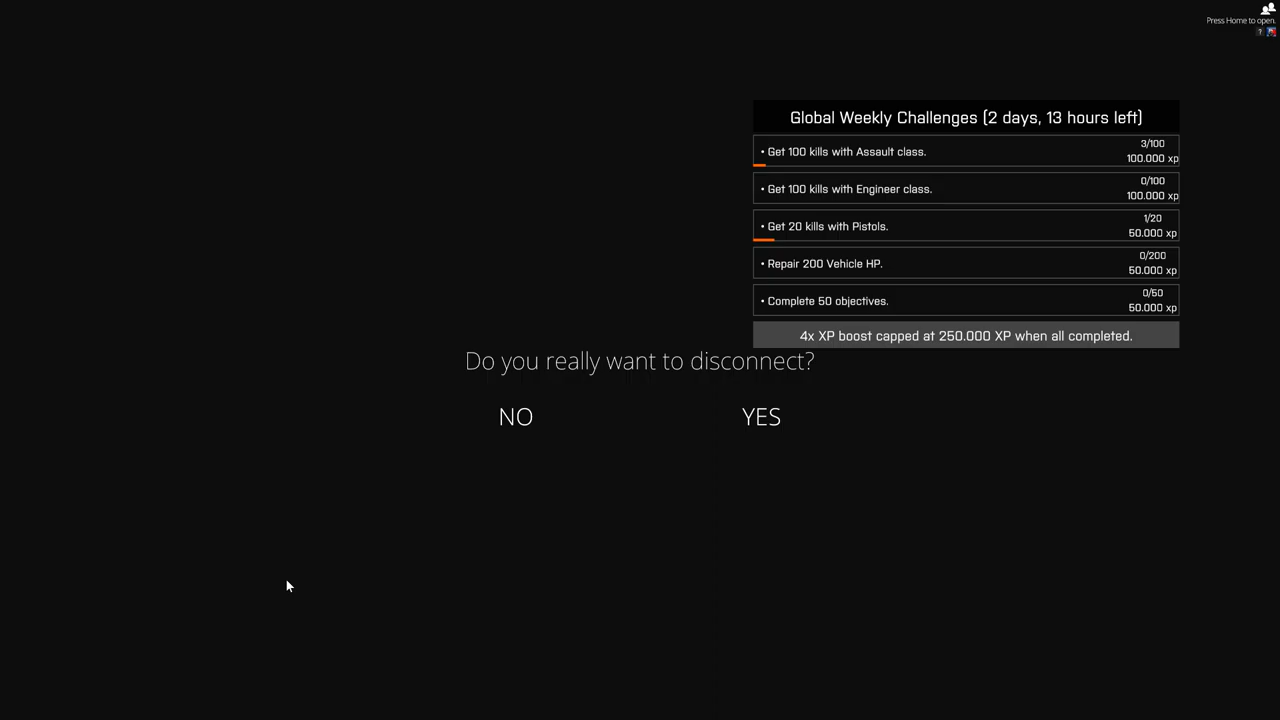 Press Home to open.
?
Global Weekly Challenges (2 days, 13 hours left)
• Get 100 kills with Assault class.
3/100
100.000 xp
• Get 100 kills with Engineer class.
0/100
100.000 xp
• Get 20 kills with Pistols.
1/20
50.000 xp
• Repair 200 Vehicle HP.
0/200
50.000 xp
• Complete 50 objectives.
0/50
50.000 xp
4x XP boost capped at 250.000 XP when all completed.
Do you really want to disconnect?
NO
YES